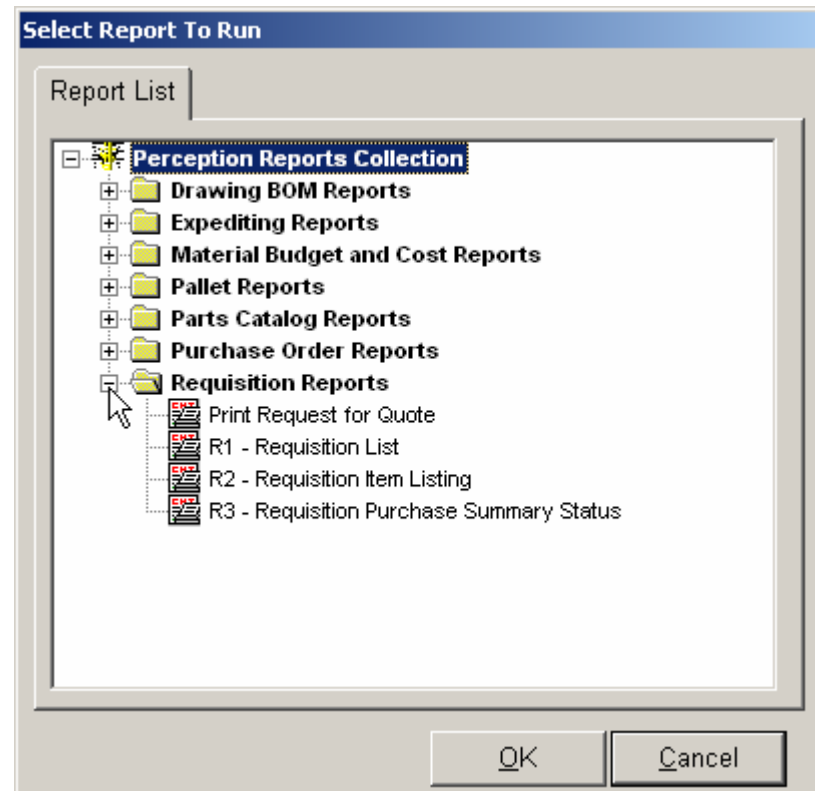 Select Report To Run
Report List
Perception Reports Collection
Drawing BOM Reports
Expediting Reports
Material Budget and Cost Reports
Pallet Reports
Parts Catalog Reports
Purchase Order Reports
Requisition Reports
Print Request for Quote
R1 - Requisition List
R2 - Requisition Item Listing
R3 - Requisition Purchase Summary Status
OK Cancel